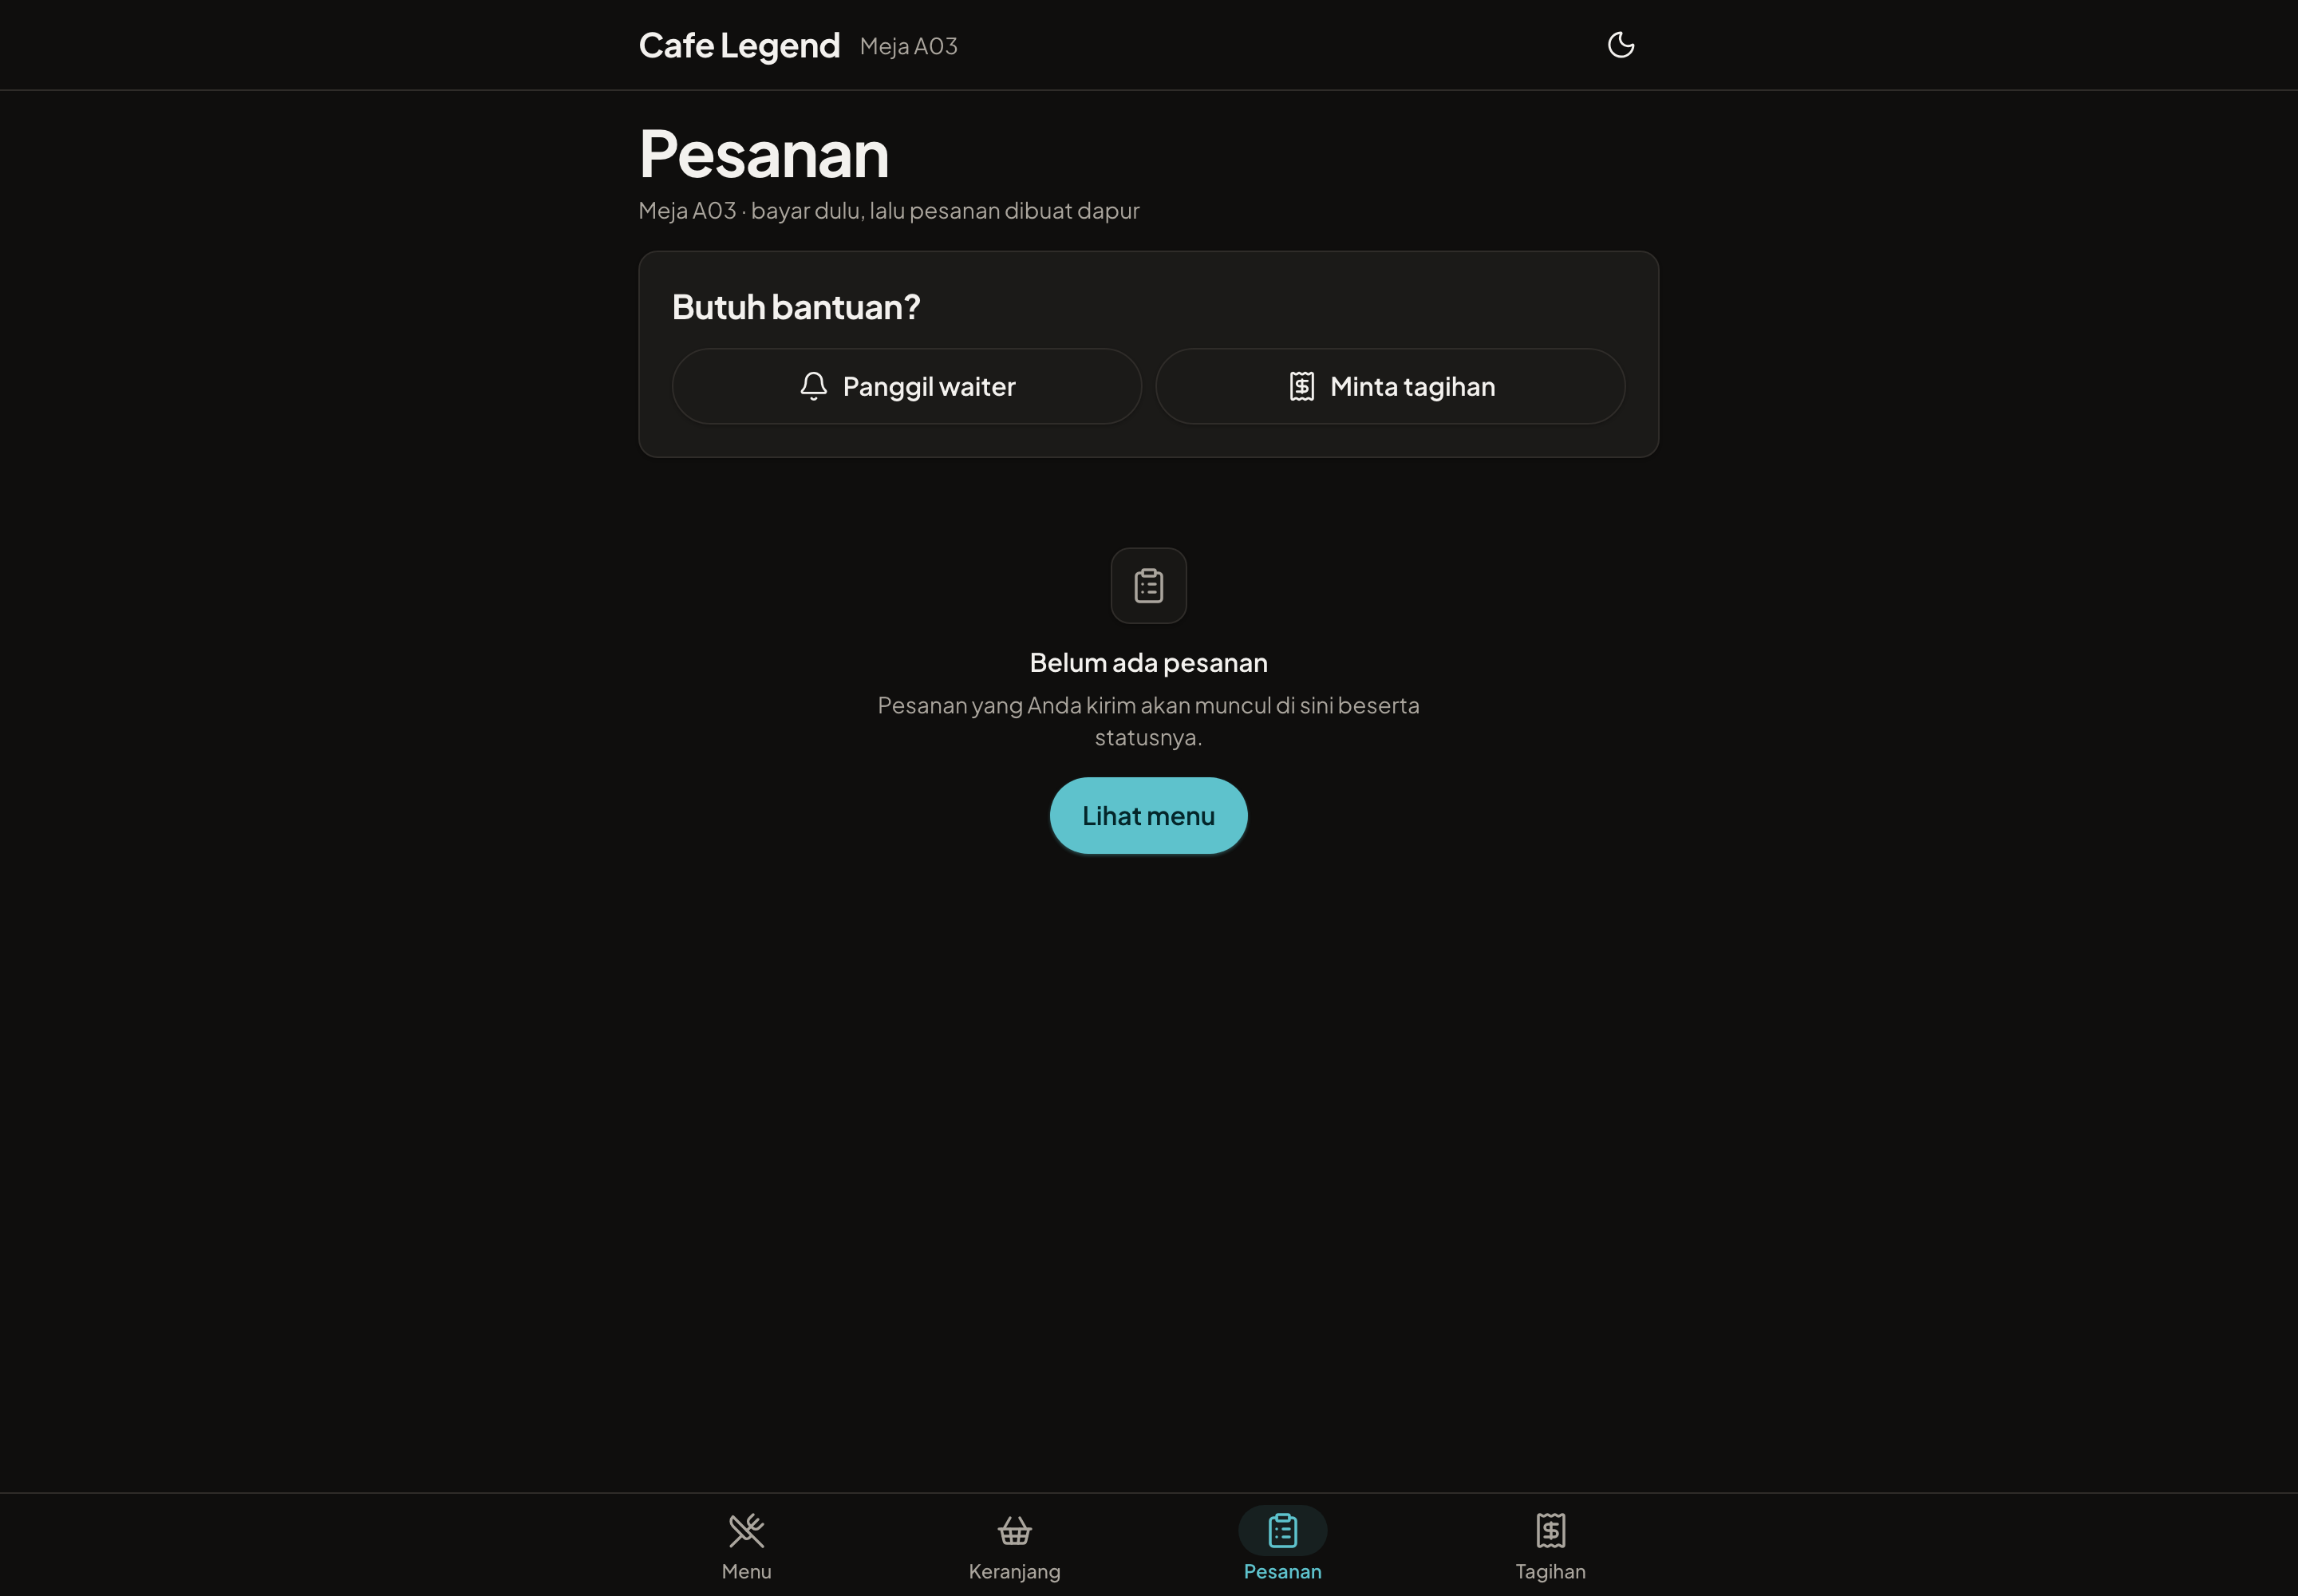 Cafe Legend Meja A03
Pesanan
Meja A03 · bayar dulu, lalu pesanan dibuat dapur
Butuh bantuan?
Panggil waiter
Minta tagihan
Belum ada pesanan
Pesanan yang Anda kirim akan muncul di sini beserta
statusnya.
Lihat menu
Menu
Keranjang
Pesanan
Tagihan